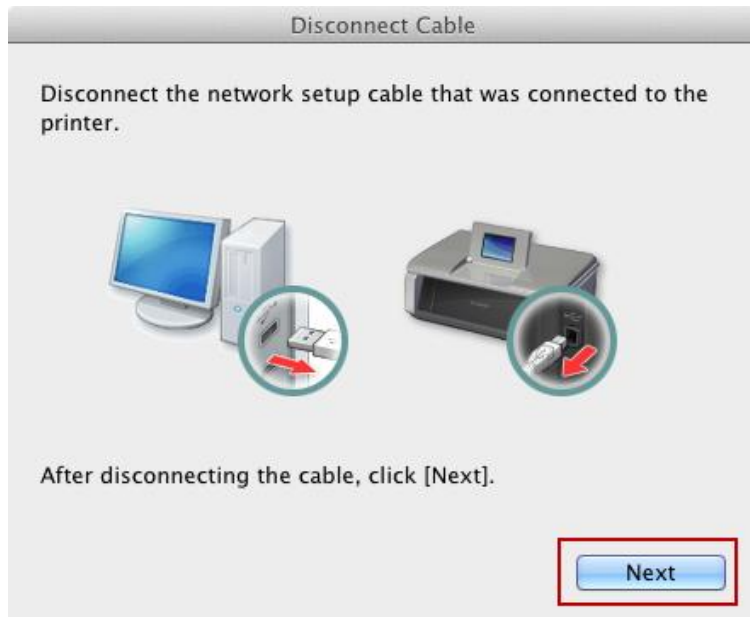 Disconnect Cable
Disconnect the network setup cable that was connected to the
printer.
After disconnecting the cable, click [Next].
Next